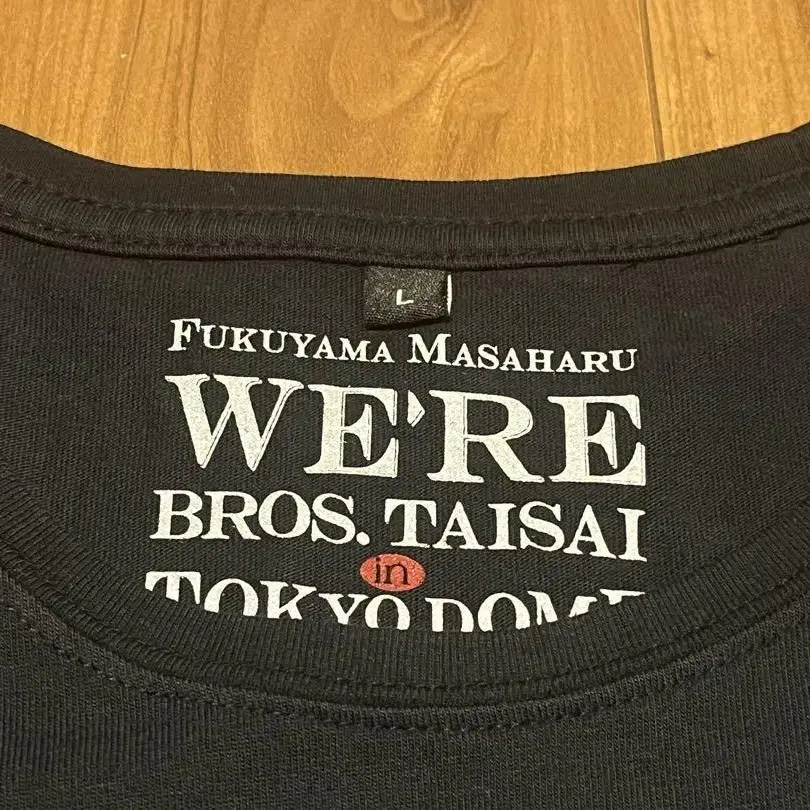 L
FUKUYAMA MASAHARU
WE'RE
BROS. TAISAI
in
TOKYO DOME